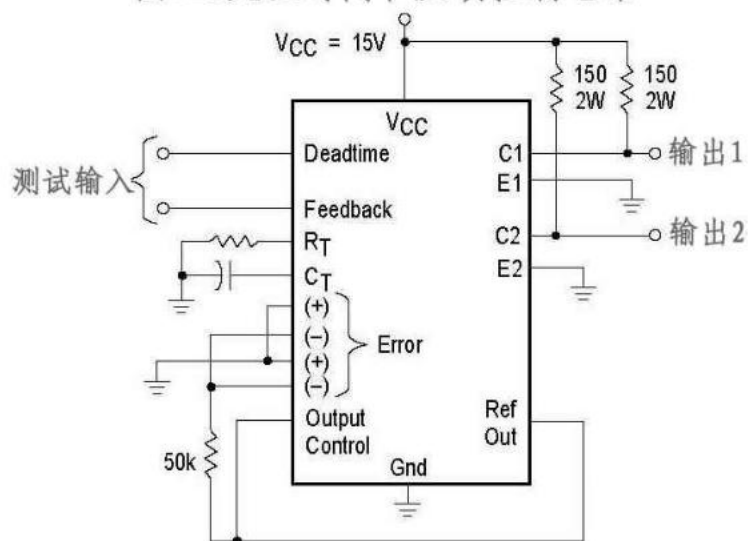 VCC = 15V
150
2W
150
2W
VCC
Deadtime
C1
输出1
测试输入
E1
Feedback
RT
C2
输出2
CT
E2
(+)
(–)
Error
(+)
(–)
Output
Control
Ref
Out
50k
Gnd